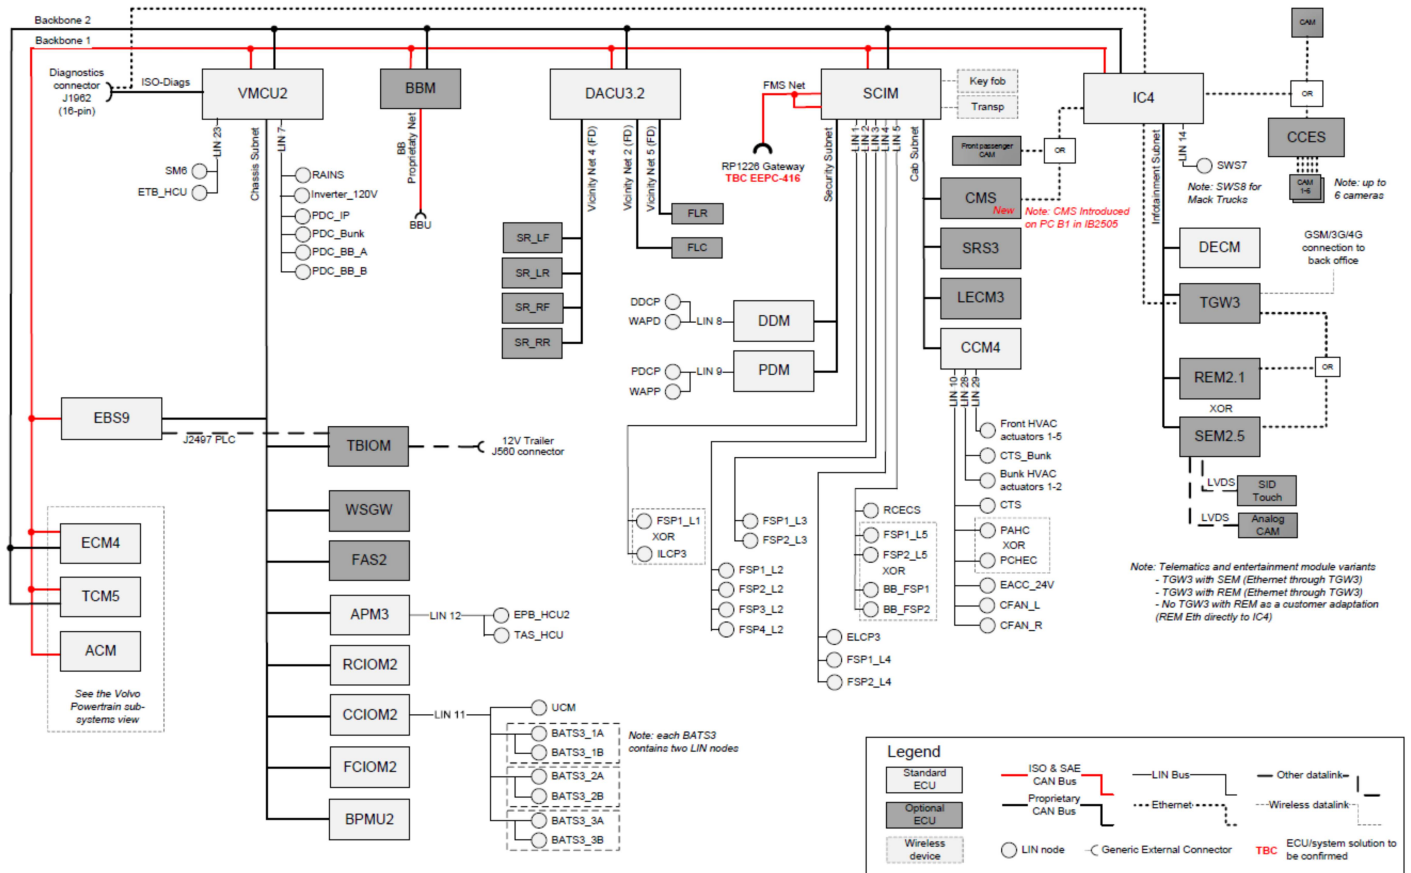 Backbone 2
Backbone 1
Diagnostics
connector
J1962
(16-pin)
ISO-Diags
VMCU2
BBM
DACU3.2
SCIM
IC4
Key fob
Transp
FMS Net
RP1226 Gateway
TBC EEPC-416
CAM
OR
CCES
CAM
1-6
Note: up to
6 cameras
LIN 23
Chassis Subnet
LIN 7
SM6
ETB_HCU
RAINS
Inverter_120V
PDC_IP
PDC_Bunk
PDC_BB_A
PDC_BB_B
BB
Proprietary Net
BBU
Vicinity Net 4 (FD)
Vicinity Net 2 (FD)
Vicinity Net 5 (FD)
FLR
FLC
SR_LF
SR_LR
SR_RF
SR_RR
Security Subnet
LIN 1
LIN 2
LIN 3
LIN 4
LIN 5
Cab Subnet
Front passenger
CAM
OR
CMS
New
Note: CMS Introduced
on PC B1 in IB2505
SRS3
LECM3
CCM4
Infotainment Subnet
LIN 14
SWS7
Note: SWS8 for
Mack Trucks
DECM
GSM/3G/4G
connection to
back office
TGW3
OR
REM2.1
XOR
SEM2.5
LVDS
SID
Touch
LVDS
Analog
CAM
DDCP
WAPD
LIN 8
DDM
PDCP
WAPP
LIN 9
PDM
LIN 10
LIN 28
LIN 29
Front HVAC
actuators 1-5
CTS_Bunk
Bunk HVAC
actuators 1-2
CTS
PAHC
XOR
PCHEC
EACC_24V
CFAN_L
CFAN_R
EBS9
J2497 PLC
TBIOM
12V Trailer
J560 connector
WSGW
FAS2
APM3
LIN 12
EPB_HCU2
TAS_HCU
RCIOM2
CCIOM2
LIN 11
UCM
BATS3_1A
BATS3_1B
BATS3_2A
BATS3_2B
BATS3_3A
BATS3_3B
Note: each BATS3
contains two LIN nodes
FCIOM2
BPMU2
ECM4
TCM5
ACM
See the Volvo
Powertrain sub-
systems view
FSP1_L1
XOR
ILCP3
FSP1_L3
FSP2_L3
FSP1_L2
FSP2_L2
FSP3_L2
FSP4_L2
RCECS
FSP1_L5
FSP2_L5
XOR
BB_FSP1
BB_FSP2
ELCP3
FSP1_L4
FSP2_L4
Note: Telematics and entertainment module variants
- TGW3 with SEM (Ethernet through TGW3)
- TGW3 with REM (Ethernet through TGW3)
- No TGW3 with REM as a customer adaptation
(REM Eth directly to IC4)
Legend
Standard
ECU
Optional
ECU
Wireless
device
ISO & SAE
CAN Bus
Proprietary
CAN Bus
LIN node
LIN Bus
Ethernet
Generic External Connector
Other datalink
Wireless datalink
TBC
ECU/system solution to
be confirmed